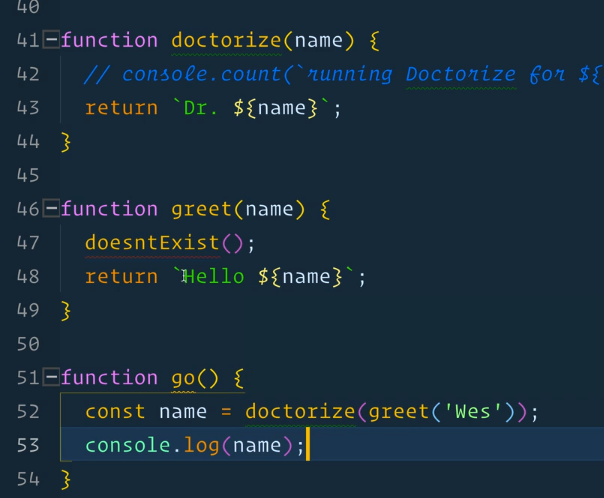 40
41 function doctorize(name) {
42 // console.count(`running Doctorize for ${
43 return `Dr. ${name}`;
44 }
45
46 function greet(name) {
47 doesntExist();
48 return `Hello ${name}`;
49 }
50
51 function go() {
52 const name = doctorize(greet('Wes'));
53 console.log(name);
54 }